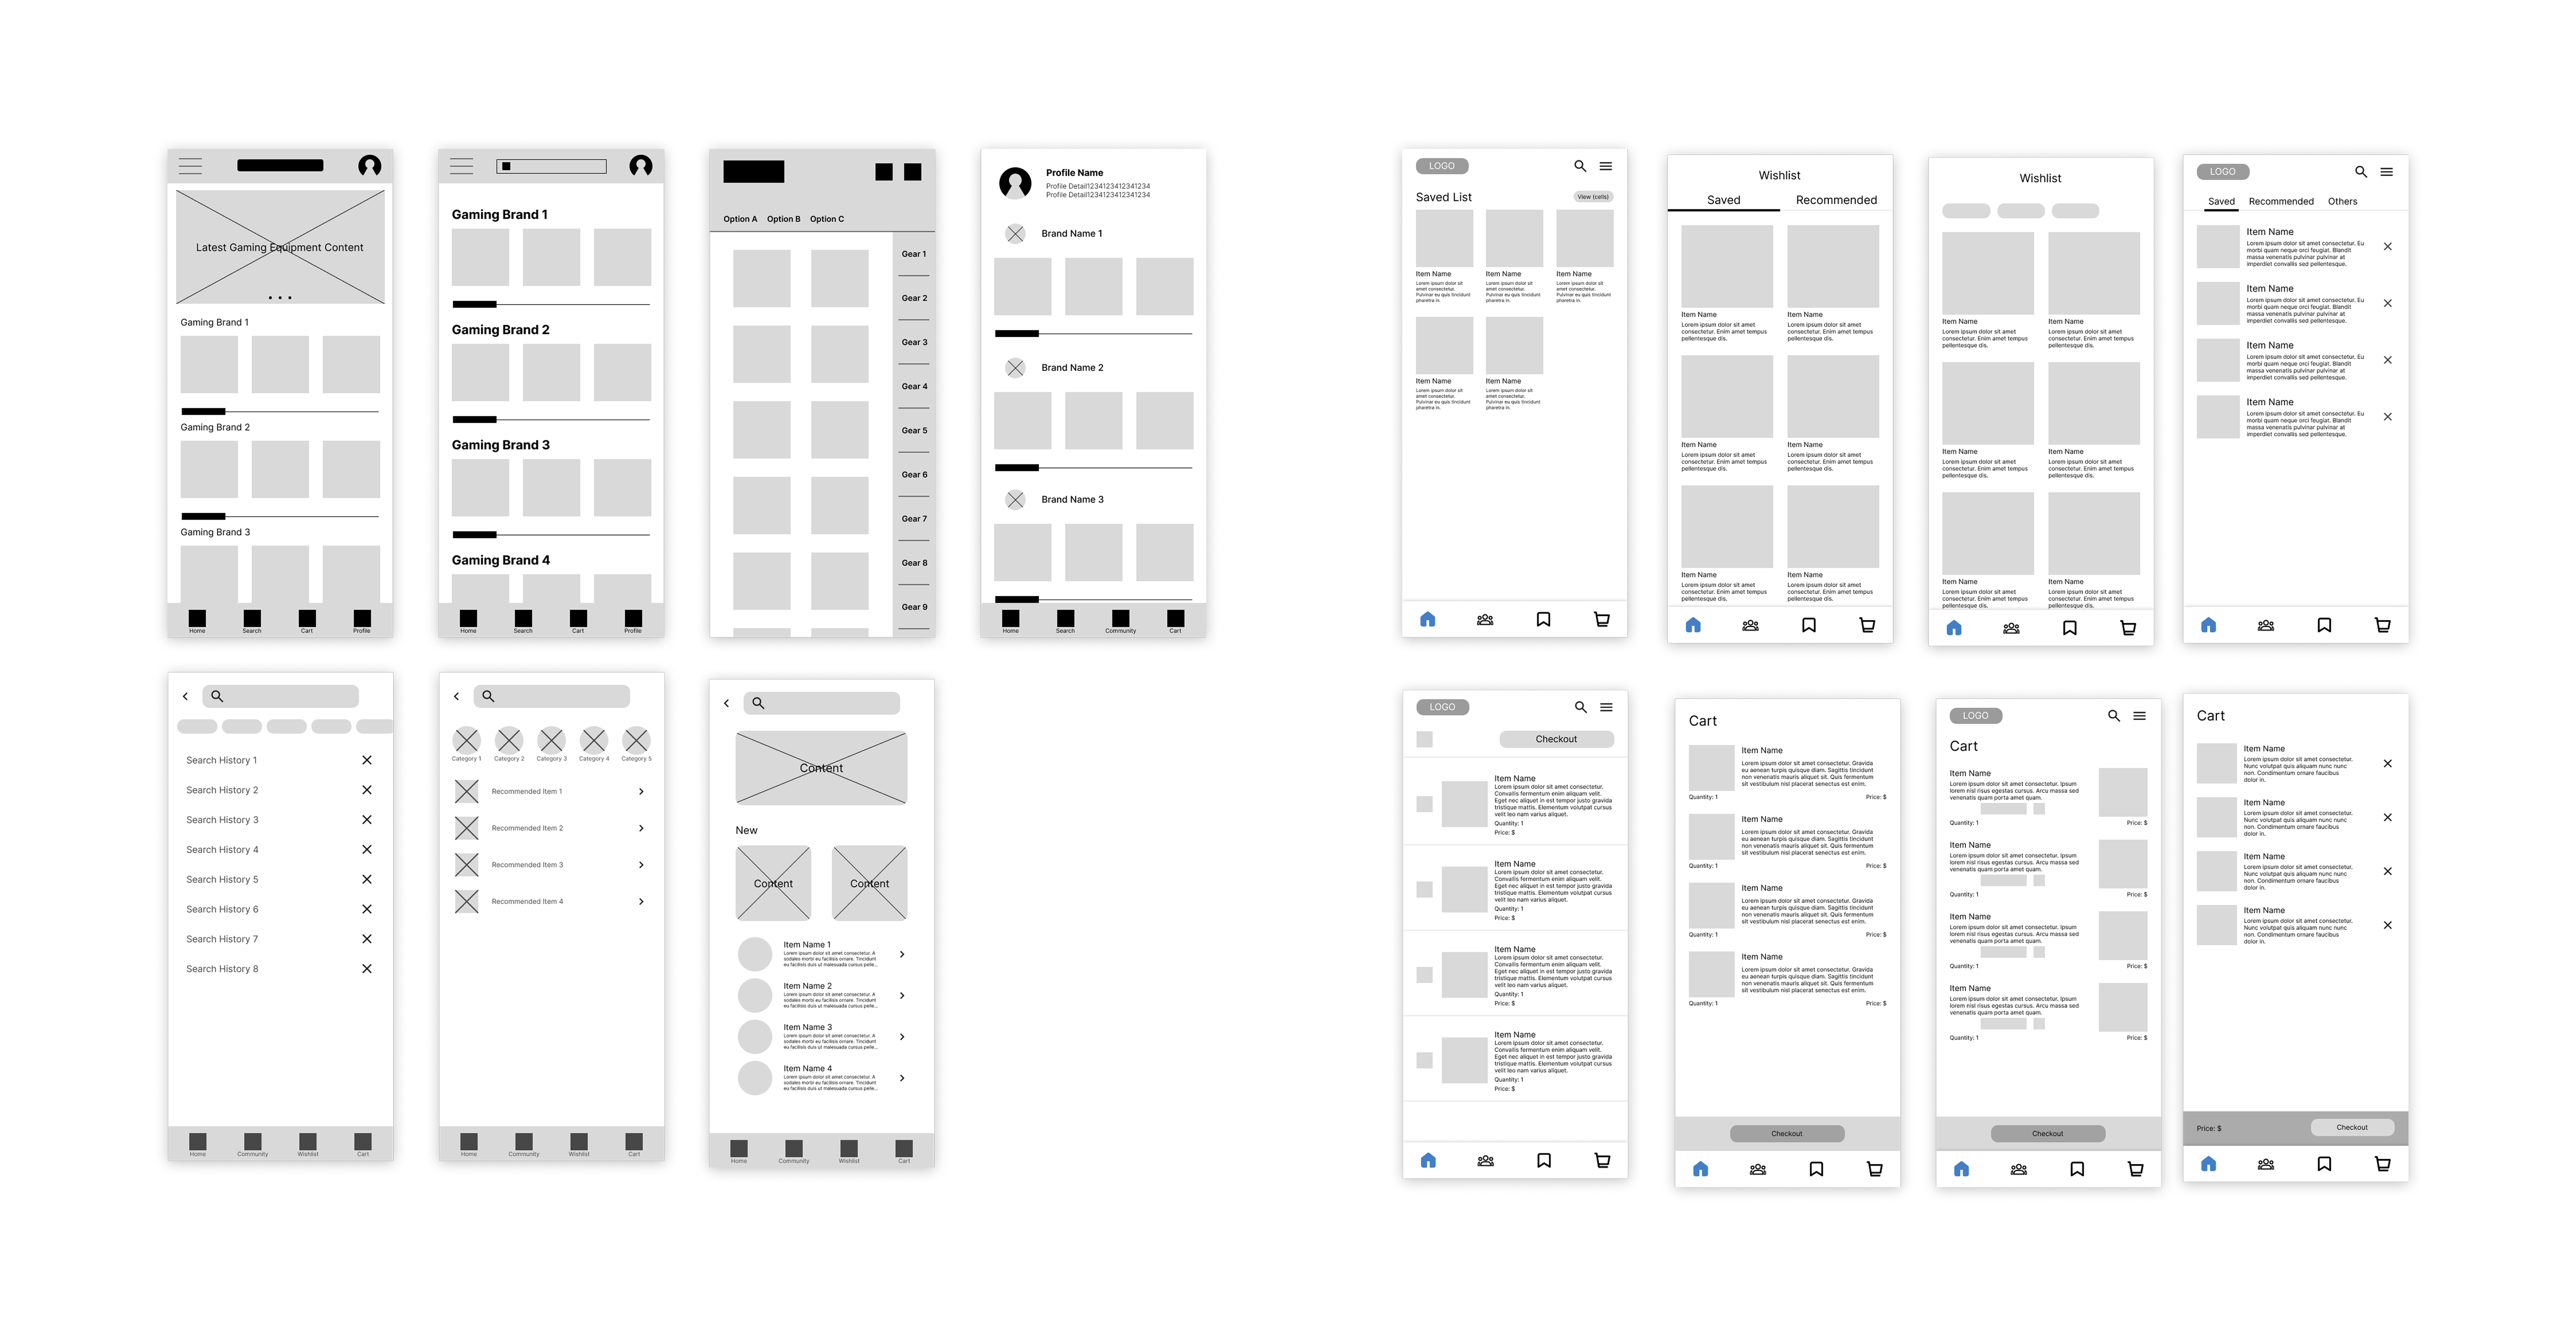 Latest Gaming Equipment Content
Gaming Brand 1
Gaming Brand 2
Gaming Brand 3
Home
Search
Cart
Profile
Gaming Brand 1
Gaming Brand 2
Gaming Brand 3
Gaming Brand 4
Home
Search
Cart
Profile
Option A
Option B
Option C
Gear 1
Gear 2
Gear 3
Gear 4
Gear 5
Gear 6
Gear 7
Gear 8
Gear 9
Profile Name
Profile Detail1234123412341234
Profile Detail1234123412341234
Brand Name 1
Brand Name 2
Brand Name 3
Home
Search
Community
Cart
LOGO
Saved List
View (cells)
Item Name
Lorem ipsum dolor sit
amet consectetur.
Pulvinar eu quis tincidunt
pharetra in.
Item Name
Lorem ipsum dolor sit
amet consectetur.
Pulvinar eu quis tincidunt
pharetra in.
Item Name
Lorem ipsum dolor sit
amet consectetur.
Pulvinar eu quis tincidunt
pharetra in.
Item Name
Lorem ipsum dolor sit
amet consectetur.
Pulvinar eu quis tincidunt
pharetra in.
Item Name
Lorem ipsum dolor sit
amet consectetur.
Pulvinar eu quis tincidunt
pharetra in.
Wishlist
Saved
Recommended
Item Name
Lorem ipsum dolor sit amet
consectetur. Enim amet tempus
pellentesque dis.
Item Name
Lorem ipsum dolor sit amet
consectetur. Enim amet tempus
pellentesque dis.
Item Name
Lorem ipsum dolor sit amet
consectetur. Enim amet tempus
pellentesque dis.
Item Name
Lorem ipsum dolor sit amet
consectetur. Enim amet tempus
pellentesque dis.
Item Name
Lorem ipsum dolor sit amet
consectetur. Enim amet tempus
pellentesque dis.
Item Name
Lorem ipsum dolor sit amet
consectetur. Enim amet tempus
pellentesque dis.
Wishlist
Item Name
Lorem ipsum dolor sit amet
consectetur. Enim amet tempus
pellentesque dis.
Item Name
Lorem ipsum dolor sit amet
consectetur. Enim amet tempus
pellentesque dis.
Item Name
Lorem ipsum dolor sit amet
consectetur. Enim amet tempus
pellentesque dis.
Item Name
Lorem ipsum dolor sit amet
consectetur. Enim amet tempus
pellentesque dis.
Item Name
Lorem ipsum dolor sit amet
consectetur. Enim amet tempus
pellentesque dis.
Item Name
Lorem ipsum dolor sit amet
consectetur. Enim amet tempus
pellentesque dis.
LOGO
Saved
Recommended
Others
Item Name
Lorem ipsum dolor sit amet consectetur. Eu
morbi quam neque orci feugiat. Blandit
massa venenatis pulvinar pulvinar at
imperdiet convallis sed pellentesque.
Item Name
Lorem ipsum dolor sit amet consectetur. Eu
morbi quam neque orci feugiat. Blandit
massa venenatis pulvinar pulvinar at
imperdiet convallis sed pellentesque.
Item Name
Lorem ipsum dolor sit amet consectetur. Eu
morbi quam neque orci feugiat. Blandit
massa venenatis pulvinar pulvinar at
imperdiet convallis sed pellentesque.
Item Name
Lorem ipsum dolor sit amet consectetur. Eu
morbi quam neque orci feugiat. Blandit
massa venenatis pulvinar pulvinar at
imperdiet convallis sed pellentesque.
Search History 1
Search History 2
Search History 3
Search History 4
Search History 5
Search History 6
Search History 7
Search History 8
Home
Community
Wishlist
Cart
Category 1
Category 2
Category 3
Category 4
Category 5
Recommended Item 1
Recommended Item 2
Recommended Item 3
Recommended Item 4
Home
Community
Wishlist
Cart
Content
New
Content
Content
Item Name 1
Lorem ipsum dolor sit amet consectetur. A
sodales morbi eu facilisis ornare. Tincidunt
eu facilisis duis ut malesuada cursus pelle...
Item Name 2
Lorem ipsum dolor sit amet consectetur. A
sodales morbi eu facilisis ornare. Tincidunt
eu facilisis duis ut malesuada cursus pelle...
Item Name 3
Lorem ipsum dolor sit amet consectetur. A
sodales morbi eu facilisis ornare. Tincidunt
eu facilisis duis ut malesuada cursus pelle...
Item Name 4
Lorem ipsum dolor sit amet consectetur. A
sodales morbi eu facilisis ornare. Tincidunt
eu facilisis duis ut malesuada cursus pelle...
Home
Community
Wishlist
Cart
LOGO
Checkout
Item Name
Lorem ipsum dolor sit amet consectetur.
Convallis fermentum enim aliquam velit.
Eget nec aliquet in est tempor justo gravida
tristique mattis. Elementum volutpat cursus
velit leo nam varius aliquet.
Quantity: 1
Price: $
Item Name
Lorem ipsum dolor sit amet consectetur.
Convallis fermentum enim aliquam velit.
Eget nec aliquet in est tempor justo gravida
tristique mattis. Elementum volutpat cursus
velit leo nam varius aliquet.
Quantity: 1
Price: $
Item Name
Lorem ipsum dolor sit amet consectetur.
Convallis fermentum enim aliquam velit.
Eget nec aliquet in est tempor justo gravida
tristique mattis. Elementum volutpat cursus
velit leo nam varius aliquet.
Quantity: 1
Price: $
Item Name
Lorem ipsum dolor sit amet consectetur.
Convallis fermentum enim aliquam velit.
Eget nec aliquet in est tempor justo gravida
tristique mattis. Elementum volutpat cursus
velit leo nam varius aliquet.
Quantity: 1
Price: $
Cart
Item Name
Lorem ipsum dolor sit amet consectetur. Gravida
eu aenean turpis quisque diam. Sagittis tincidunt
non venenatis mauris aliquet sit. Quis fermentum
sit vestibulum nisl placerat senectus est enim.
Quantity: 1
Price: $
Item Name
Lorem ipsum dolor sit amet consectetur. Gravida
eu aenean turpis quisque diam. Sagittis tincidunt
non venenatis mauris aliquet sit. Quis fermentum
sit vestibulum nisl placerat senectus est enim.
Quantity: 1
Price: $
Item Name
Lorem ipsum dolor sit amet consectetur. Gravida
eu aenean turpis quisque diam. Sagittis tincidunt
non venenatis mauris aliquet sit. Quis fermentum
sit vestibulum nisl placerat senectus est enim.
Quantity: 1
Price: $
Item Name
Lorem ipsum dolor sit amet consectetur. Gravida
eu aenean turpis quisque diam. Sagittis tincidunt
non venenatis mauris aliquet sit. Quis fermentum
sit vestibulum nisl placerat senectus est enim.
Quantity: 1
Price: $
Checkout
LOGO
Cart
Item Name
Lorem ipsum dolor sit amet consectetur. Ipsum
lorem nisl risus egestas cursus. Arcu massa sed
venenatis quam porta amet quam.
Quantity: 1
Price: $
Item Name
Lorem ipsum dolor sit amet consectetur. Ipsum
lorem nisl risus egestas cursus. Arcu massa sed
venenatis quam porta amet quam.
Quantity: 1
Price: $
Item Name
Lorem ipsum dolor sit amet consectetur. Ipsum
lorem nisl risus egestas cursus. Arcu massa sed
venenatis quam porta amet quam.
Quantity: 1
Price: $
Item Name
Lorem ipsum dolor sit amet consectetur. Ipsum
lorem nisl risus egestas cursus. Arcu massa sed
venenatis quam porta amet quam.
Quantity: 1
Price: $
Checkout
Cart
Item Name
Lorem ipsum dolor sit amet consectetur.
Nunc volutpat quis aliquam nunc nunc
non. Condimentum ornare faucibus
dolor in.
Item Name
Lorem ipsum dolor sit amet consectetur.
Nunc volutpat quis aliquam nunc nunc
non. Condimentum ornare faucibus
dolor in.
Item Name
Lorem ipsum dolor sit amet consectetur.
Nunc volutpat quis aliquam nunc nunc
non. Condimentum ornare faucibus
dolor in.
Item Name
Lorem ipsum dolor sit amet consectetur.
Nunc volutpat quis aliquam nunc nunc
non. Condimentum ornare faucibus
dolor in.
Price: $
Checkout